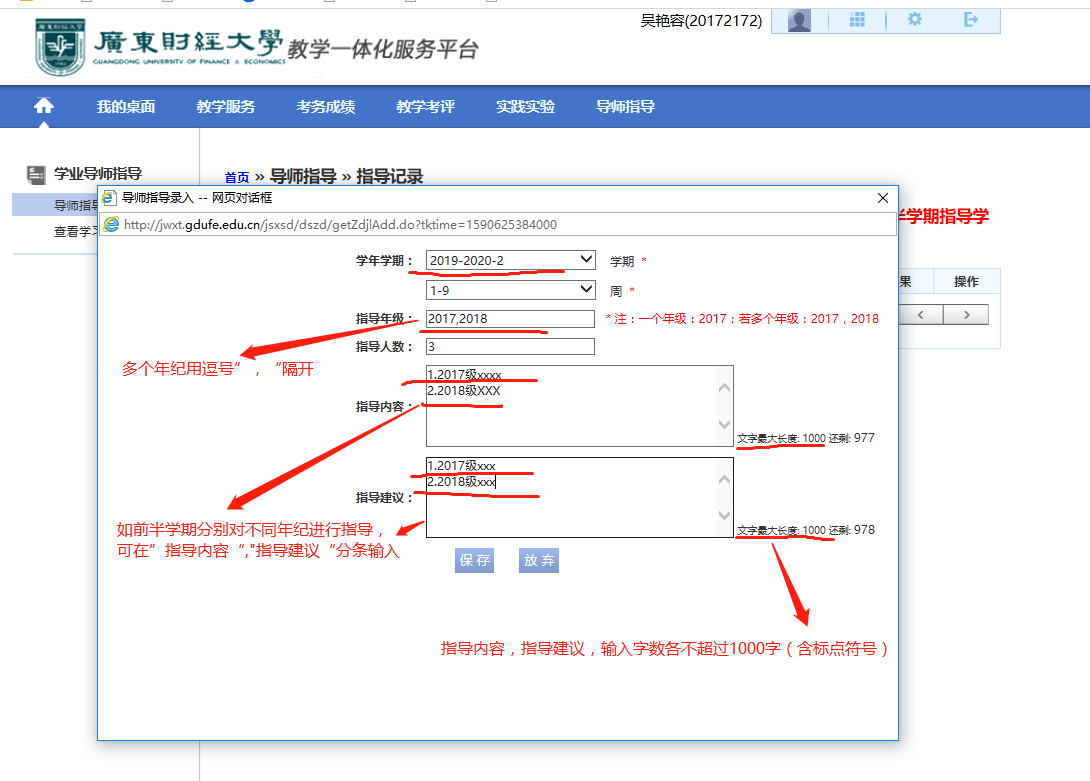 吴艳容(20172172)
廣東財經大學
GUANGDONG UNIVERSITY OF FINANCE & ECONOMICS
教学一体化服务平台
我的桌面 教学服务 考务成绩 教学考评 实践实验 导师指导
学业导师指导
首页 » 导师指导 » 指导记录
导师指导录入 -- 网页对话框
导师指导
查看学习
http://jwxt.gdufe.edu.cn/jsxsd/dszd/getZdjlAdd.do?tktime=1590625384000
半学期指导学
学年学期： 2019-2020-2 学期 *
1-9 周 *
果 操作
指导年级： 2017,2018 * 注：一个年级：2017；若多个年级：2017，2018
指导人数： 3
多个年纪用逗号”，“隔开
指导内容：
1.2017级xxxx
2.2018级XXX
文字最大长度: 1000 还剩: 977
指导建议：
1.2017级xxx
2.2018级xxx
文字最大长度: 1000 还剩: 978
如前半学期分别对不同年纪进行指导，
可在”指导内容“,"指导建议“分条输入
保存 放弃
指导内容，指导建议，输入字数各不超过1000字（含标点符号）